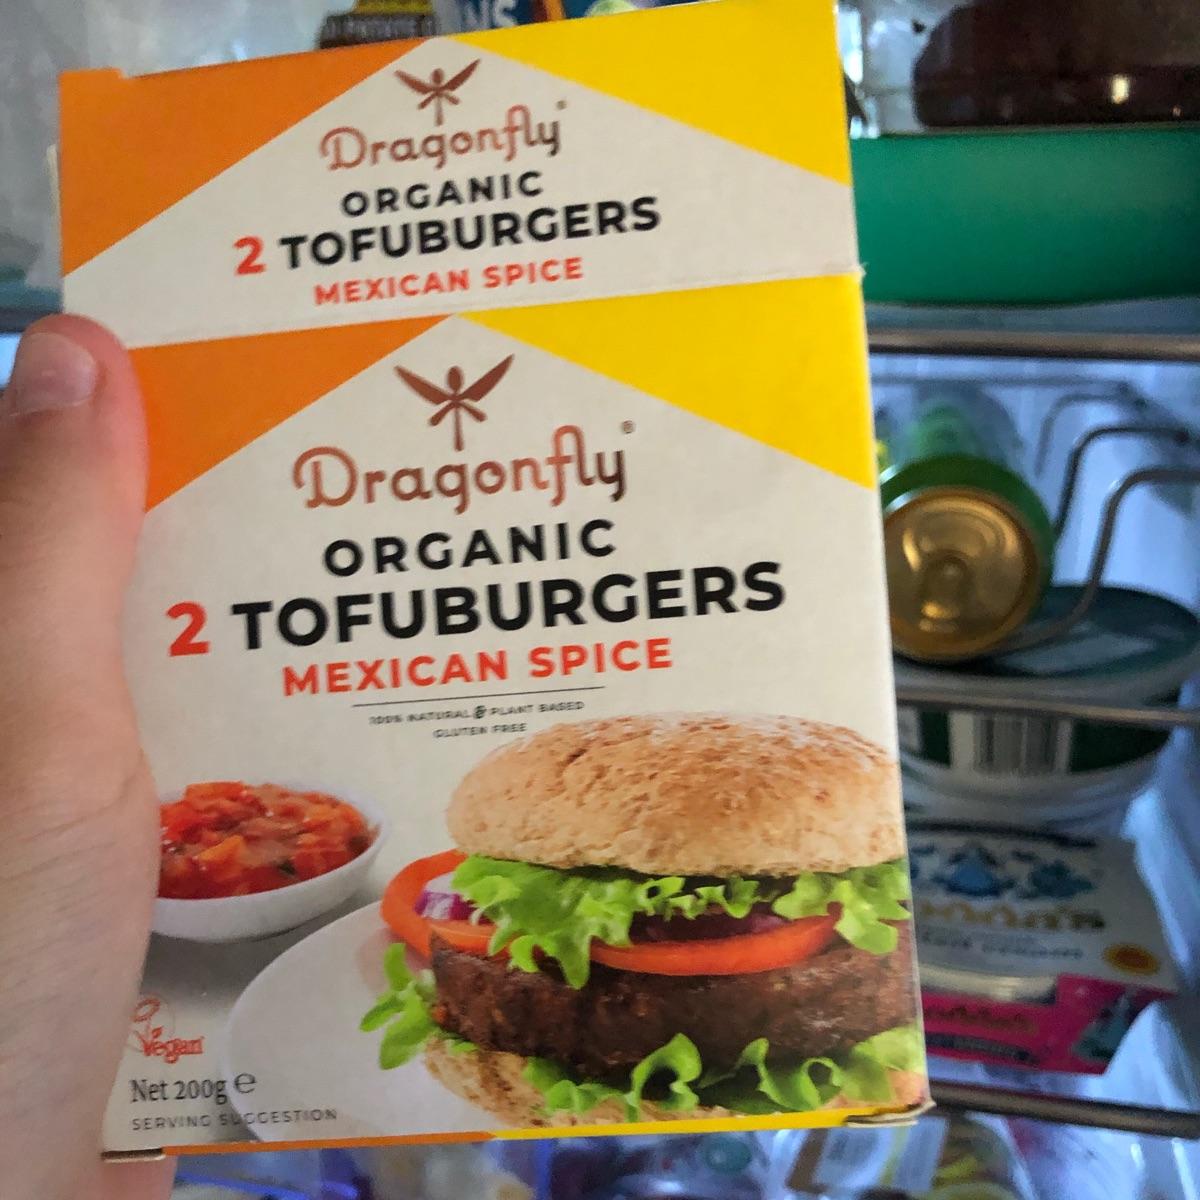 Dragonfly®
ORGANIC
2 TOFUBURGERS
MEXICAN SPICE
Dragonfly®
ORGANIC
2 TOFUBURGERS
MEXICAN SPICE
100% NATURAL & PLANT BASED
GLUTEN FREE
Vegan
Net 200g e
SERVING SUGGESTION